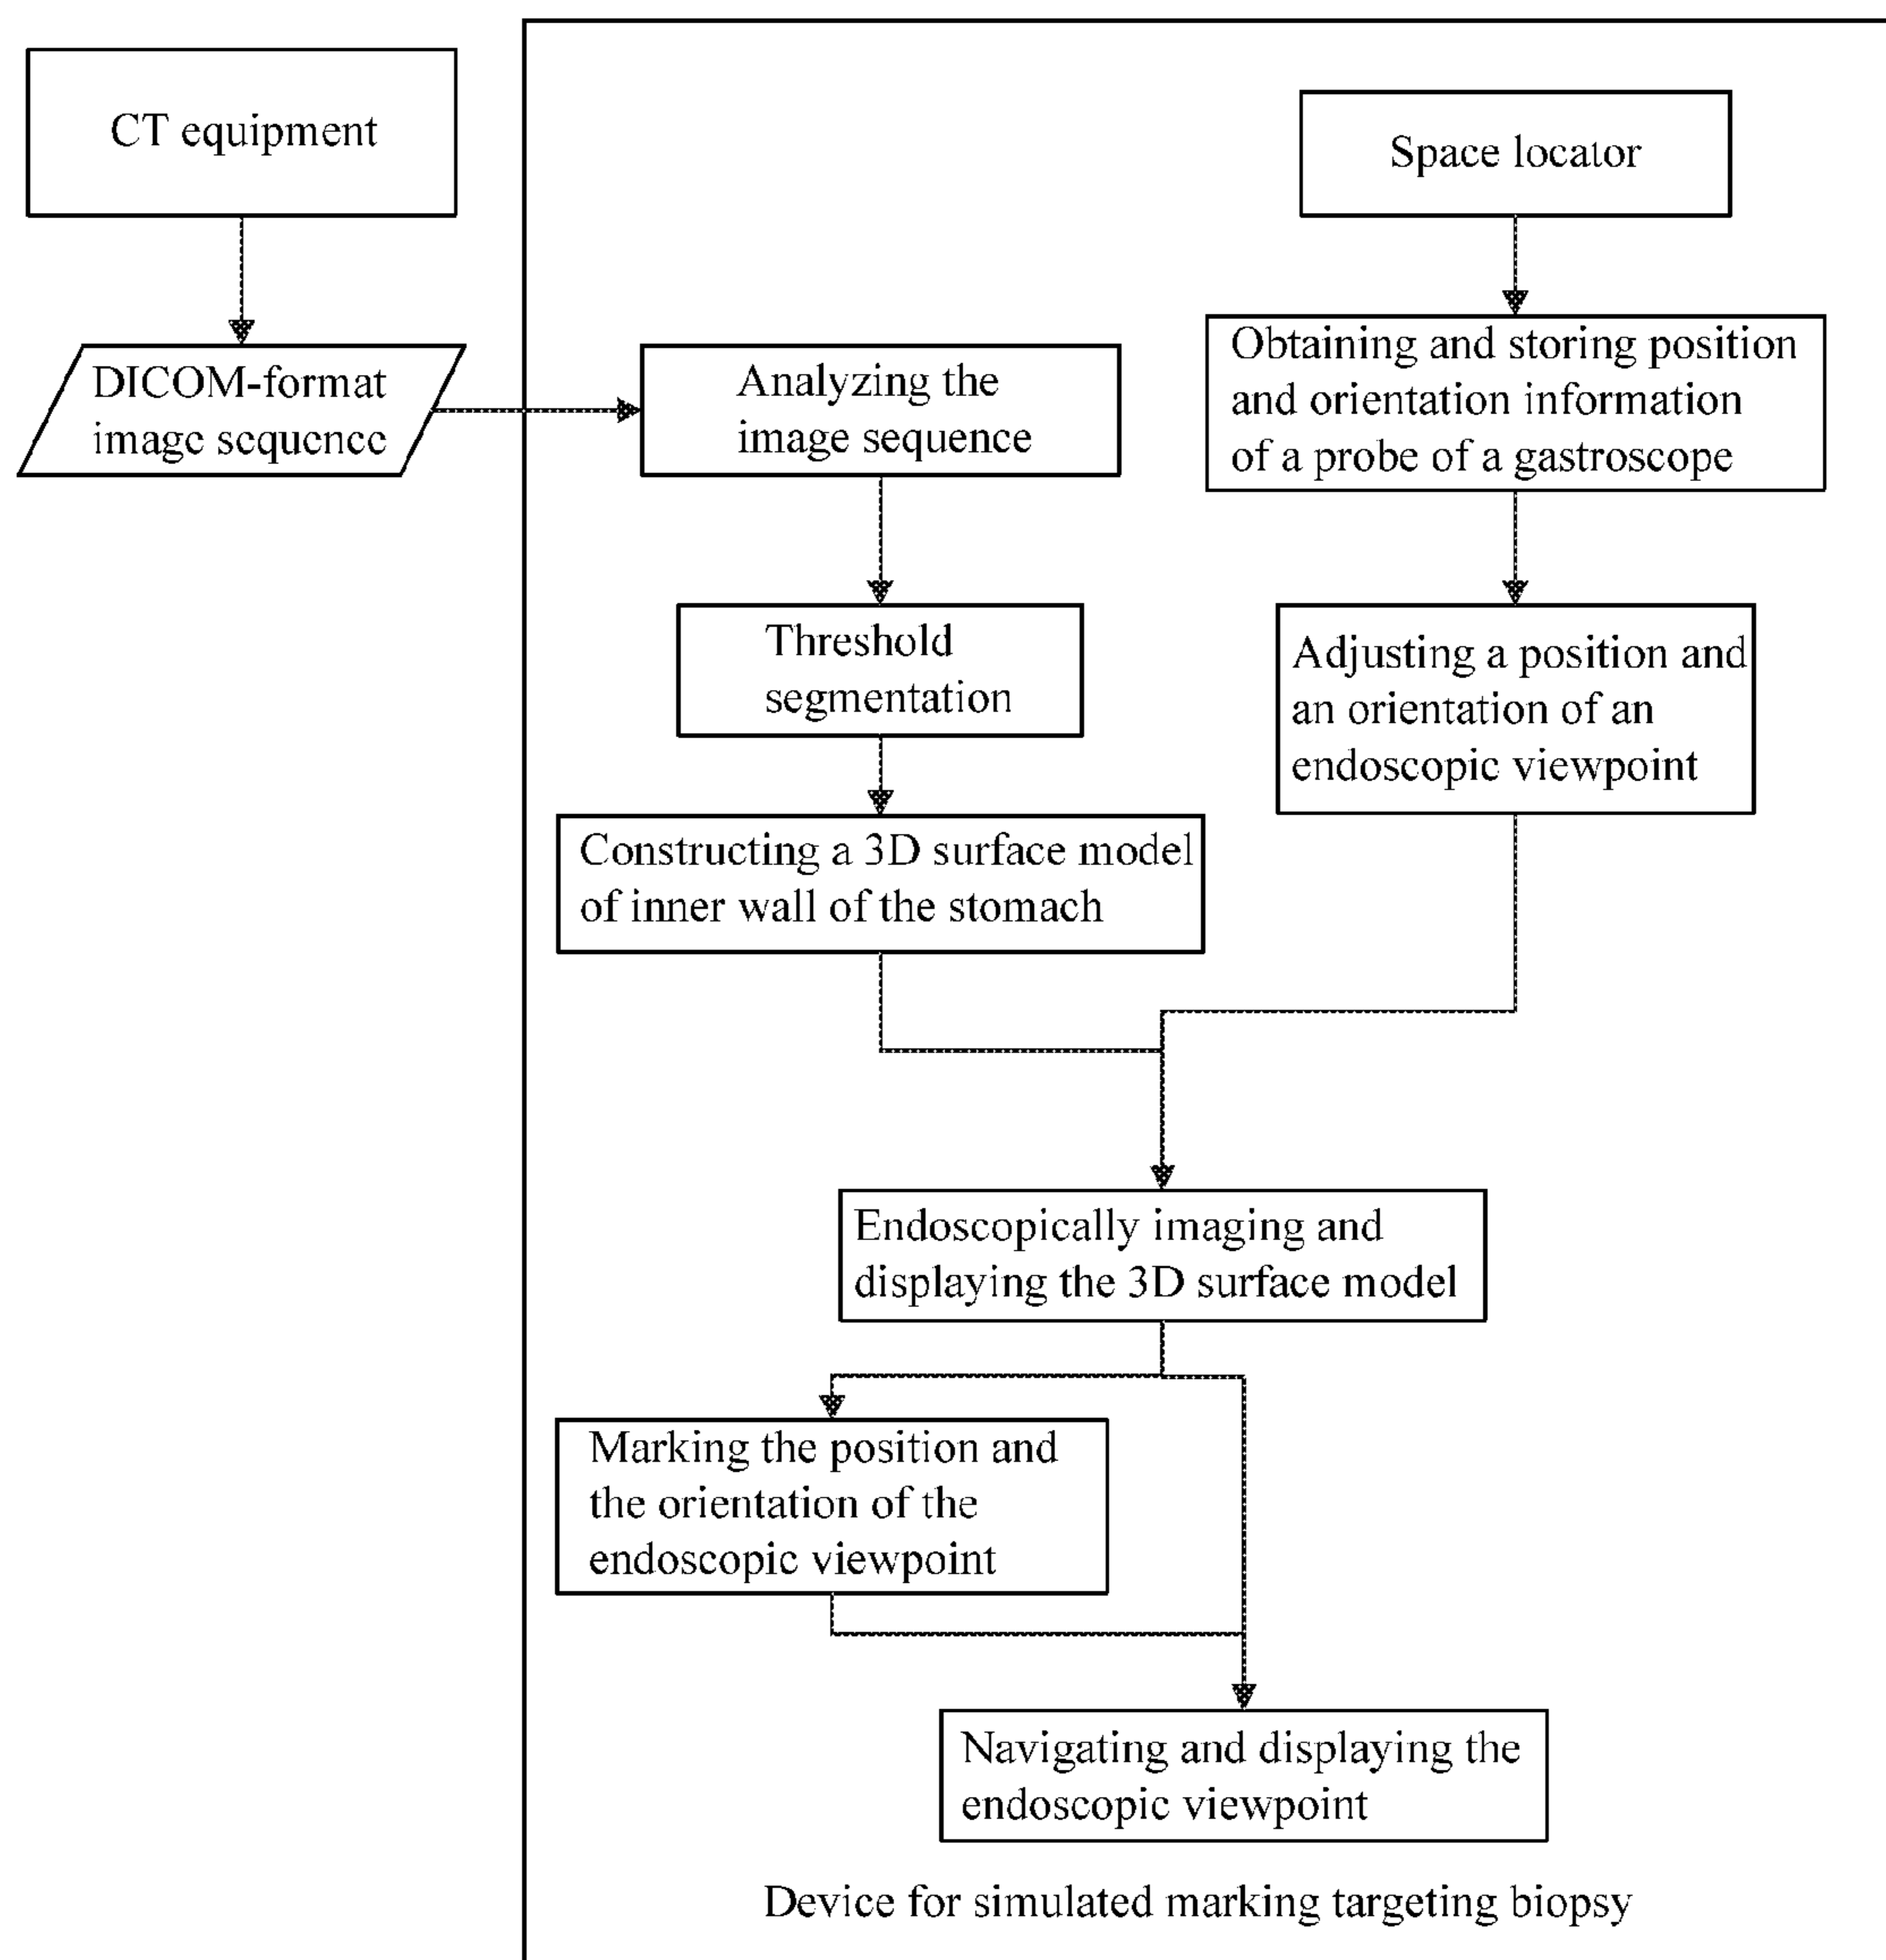 CT equipment
Space locator
DICOM-format
image sequence
Analyzing the
image sequence
Obtaining and storing position
and orientation information
of a probe of a gastroscope
Threshold
segmentation
Adjusting a position and
an orientation of an
endoscopic viewpoint
Constructing a 3D surface model
of inner wall of the stomach
Endoscopically imaging and
displaying the 3D surface model
Marking the position and
the orientation of the
endoscopic viewpoint
Navigating and displaying the
endoscopic viewpoint
Device for simulated marking targeting biopsy